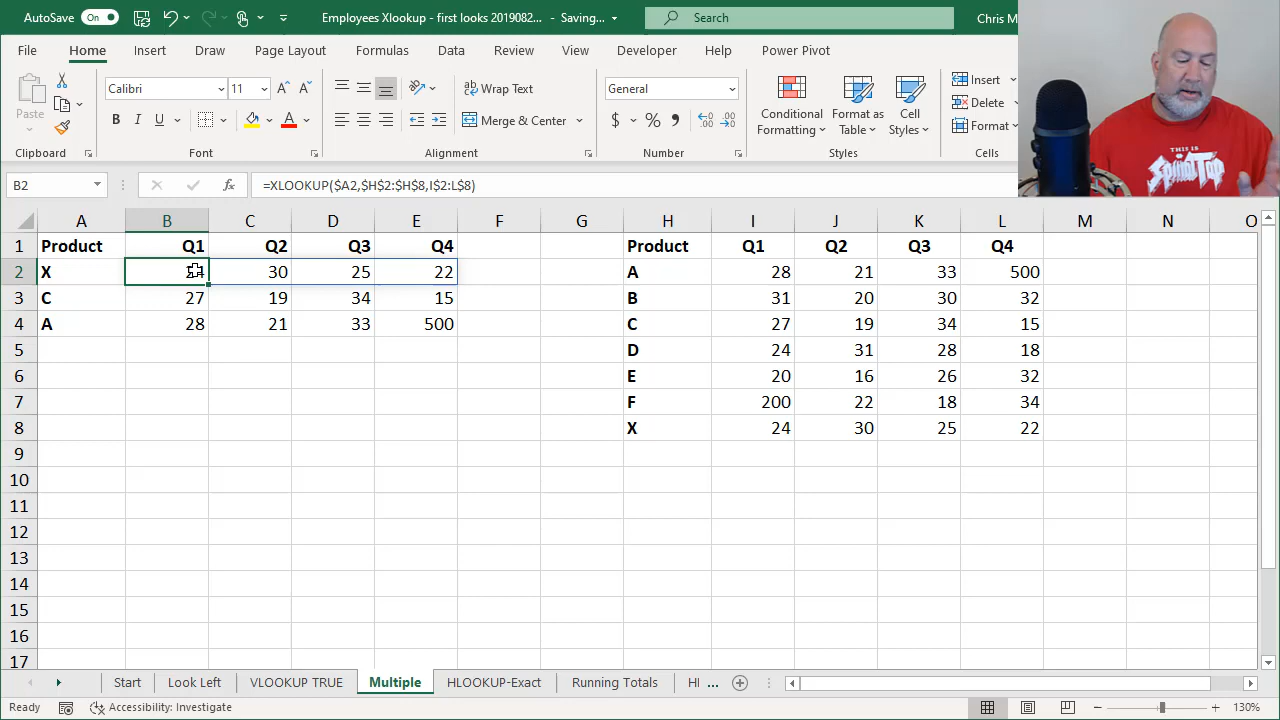 AutoSave On Employees Xlookup - first looks 2019082... - Saving... Search Chris M
File Home Insert Draw Page Layout Formulas Data Review View Developer Help Power Pivot
Paste Calibri 11 Wrap Text General Conditional Formatting Format as Table Cell Styles Insert
B I U A Merge & Center $ % Delete
Format
Clipboard Font Alignment Number Styles Cells
B2 =XLOOKUP($A2,$H$2:$H$8,I$2:L$8)
A B C D E F G H I J K L M N O
1 Product Q1 Q2 Q3 Q4 Product Q1 Q2 Q3 Q4
2 X 24 30 25 22 A 28 21 33 500
3 C 27 19 34 15 B 31 20 30 32
4 A 28 21 33 500 C 27 19 34 15
5 D 24 31 28 18
6 E 20 16 26 32
7 F 200 22 18 34
8 X 24 30 25 22
9
10
11
12
13
14
15
16
17
Start Look Left VLOOKUP TRUE Multiple HLOOKUP-Exact Running Totals HI ...
Ready Accessibility: Investigate 130%
THIS IS
Spinal Tap